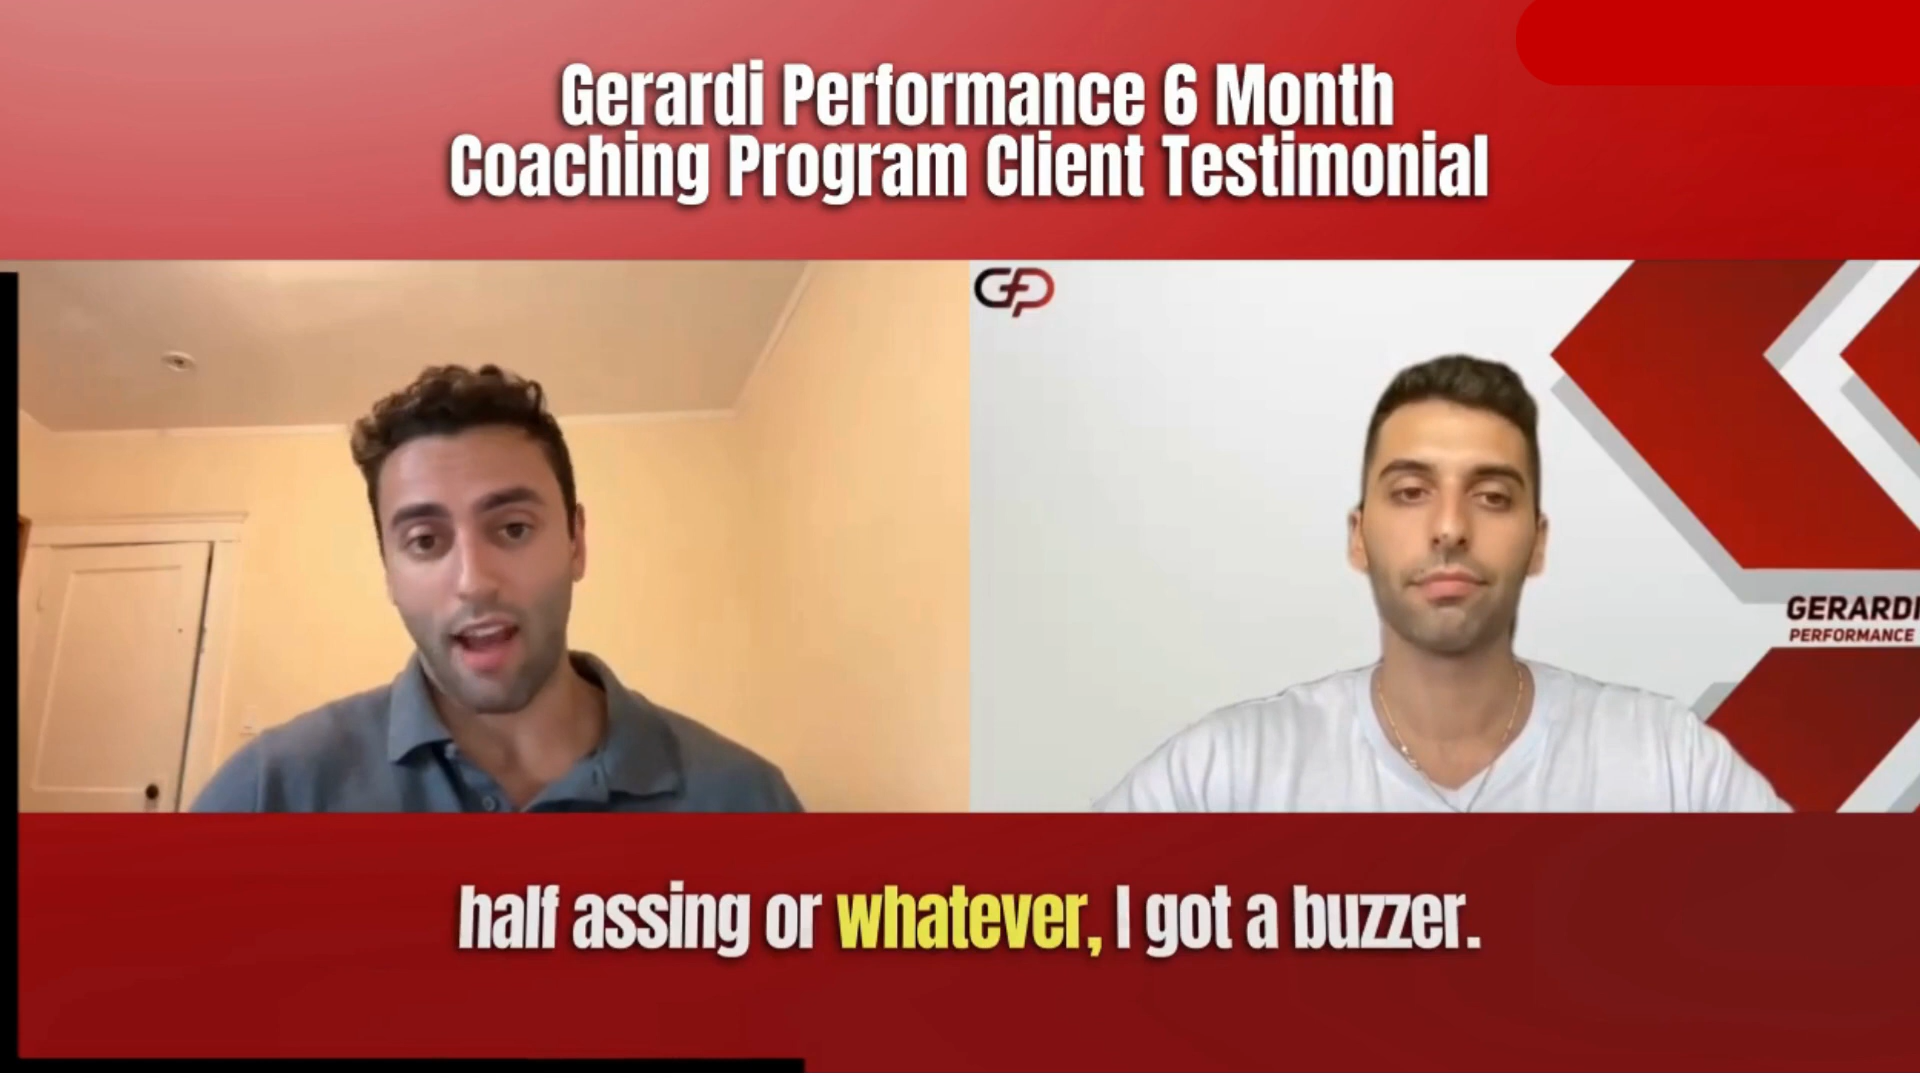 Gerardi Performance 6 Month
Coaching Program Client Testimonial
GP
GERARDI
PERFORMANCE
half assing or whatever, I got a buzzer.